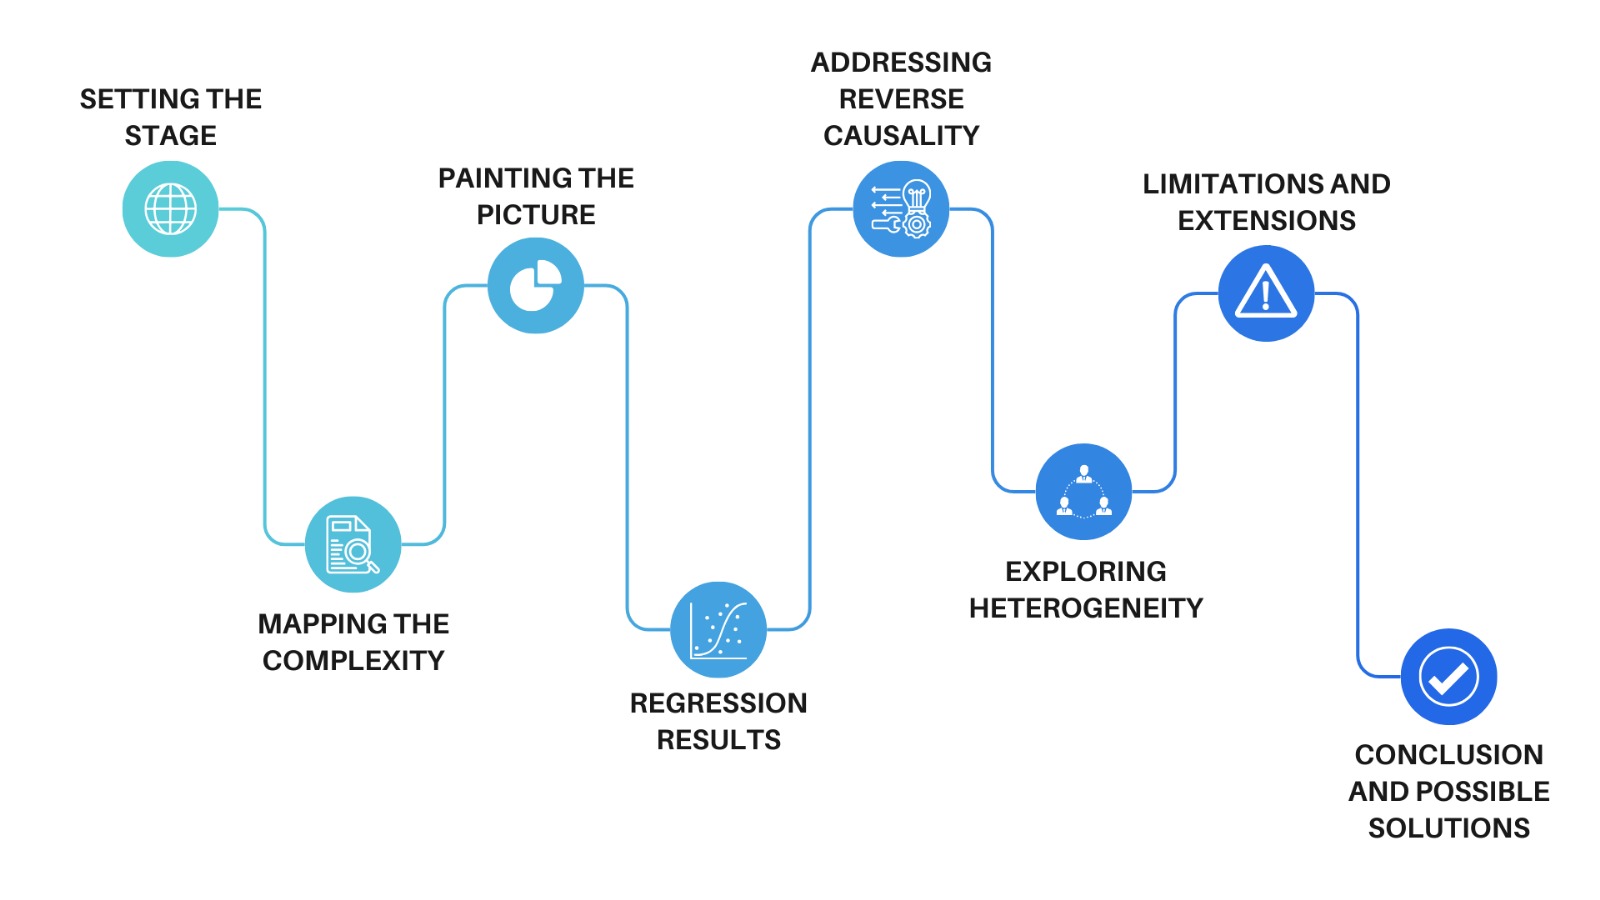 SETTING THE
STAGE
MAPPING THE
COMPLEXITY
PAINTING THE
PICTURE
REGRESSION
RESULTS
ADDRESSING
REVERSE
CAUSALITY
EXPLORING
HETEROGENEITY
LIMITATIONS AND
EXTENSIONS
CONCLUSION
AND POSSIBLE
SOLUTIONS